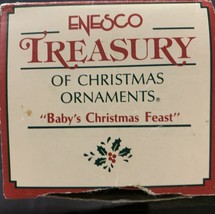 ENESCO
TREASURY
OF CHRISTMAS
ORNAMENTS®
"Baby's Christmas Feast"